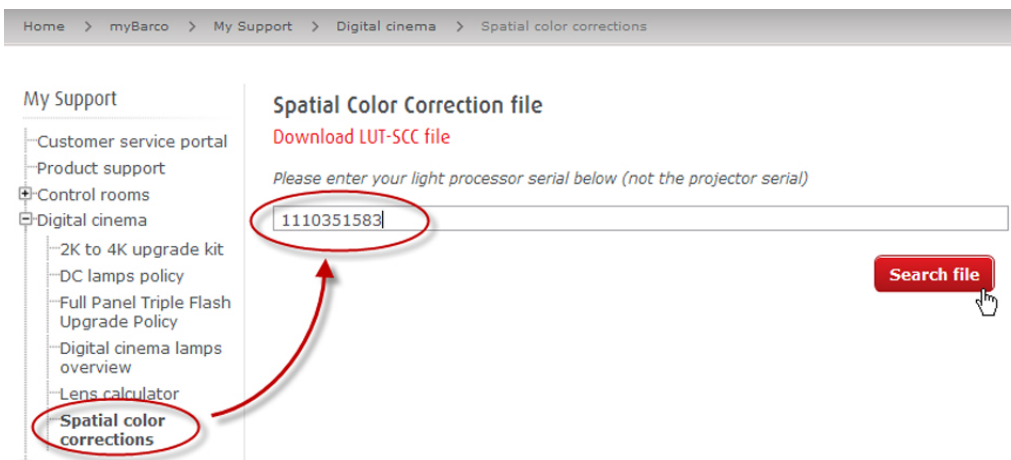 Home > myBarco > My Support > Digital cinema > Spatial color corrections
My Support
Customer service portal
Product support
Control rooms
Digital cinema
2K to 4K upgrade kit
DC lamps policy
Full Panel Triple Flash
Upgrade Policy
Digital cinema lamps
overview
Lens calculator
Spatial color
corrections
Spatial Color Correction file
Download LUT-SCC file
Please enter your light processor serial below (not the projector serial)
1110351583
Search file